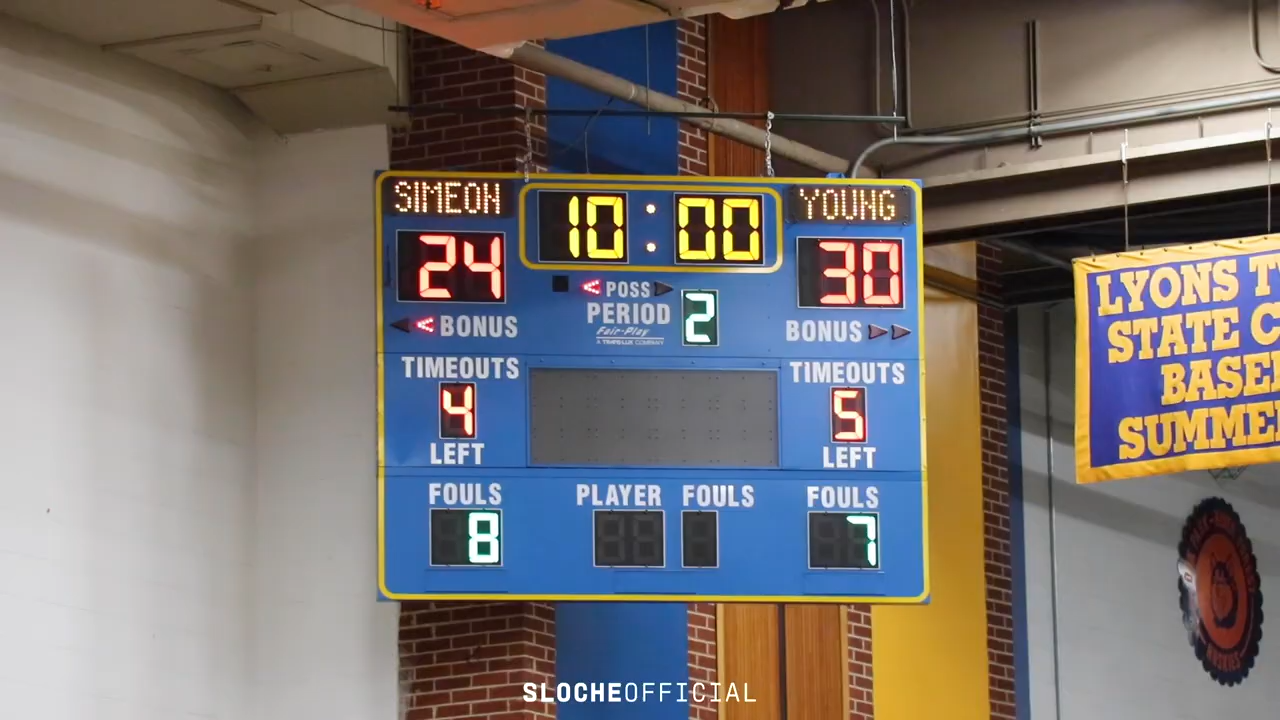 SIMEON 10:00 YOUNG
24 30
< POSS
PERIOD 2
< BONUS BONUS
Fair-Play
TIMEOUTS TIMEOUTS
4 5
LEFT LEFT
FOULS PLAYER FOULS FOULS
8 7
LYONS T
STATE C
BASE
SUMME
HUSKIES
SLOCHEOFFICIAL